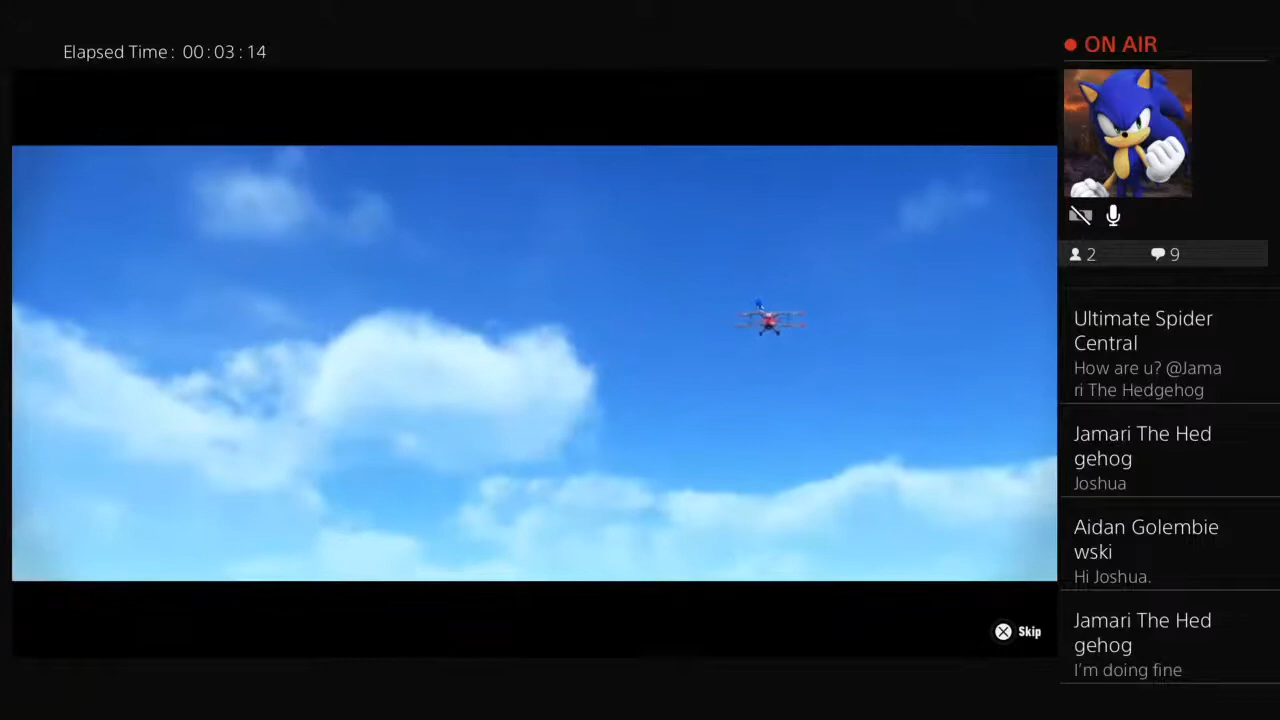 Elapsed Time: 00:03:14
ON AIR
2 9
Ultimate Spider
Central
How are u? @Jama
ri The Hedgehog
Jamari The Hed
gehog
Joshua
Aidan Golembie
wski
Hi Joshua.
Jamari The Hed
gehog
I'm doing fine
Skip